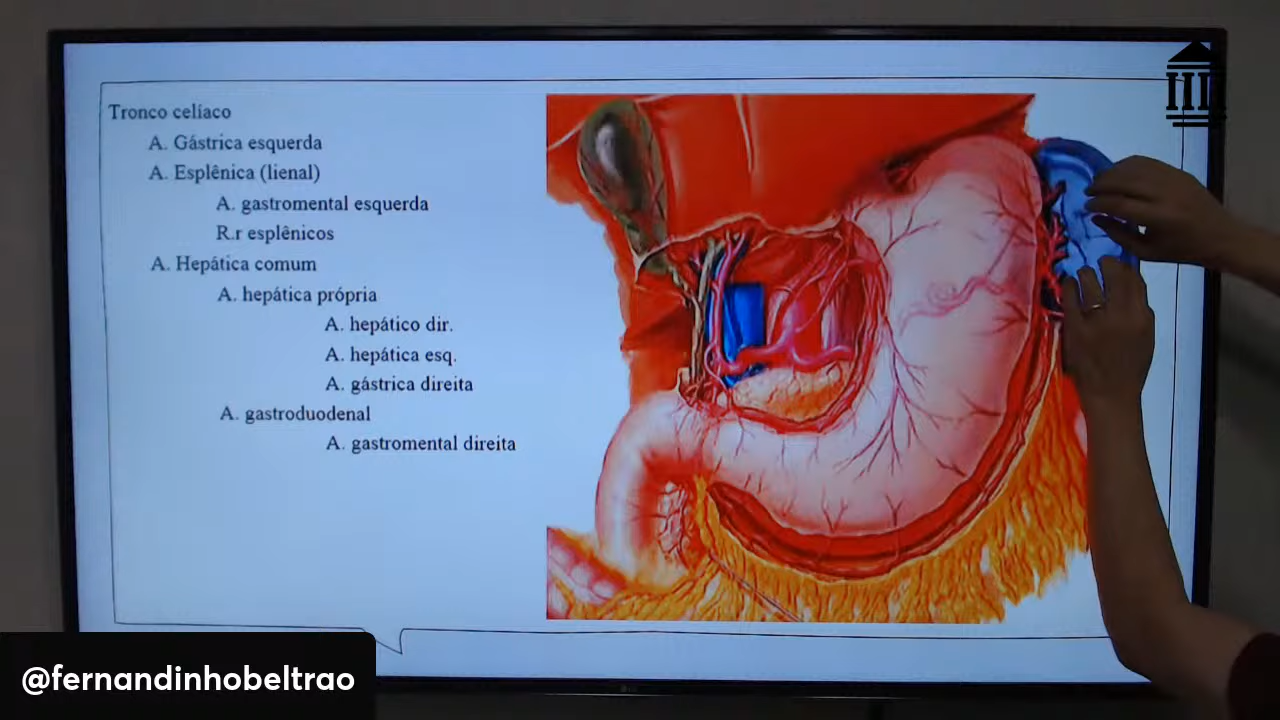 Tronco celíaco
A. Gástrica esquerda
A. Esplênica (lienal)
A. gastromental esquerda
R.r esplênicos
A. Hepática comum
A. hepática própria
A. hepático dir.
A. hepática esq.
A. gástrica direita
A. gastroduodenal
A. gastromental direita
@fernandinhobeltrao